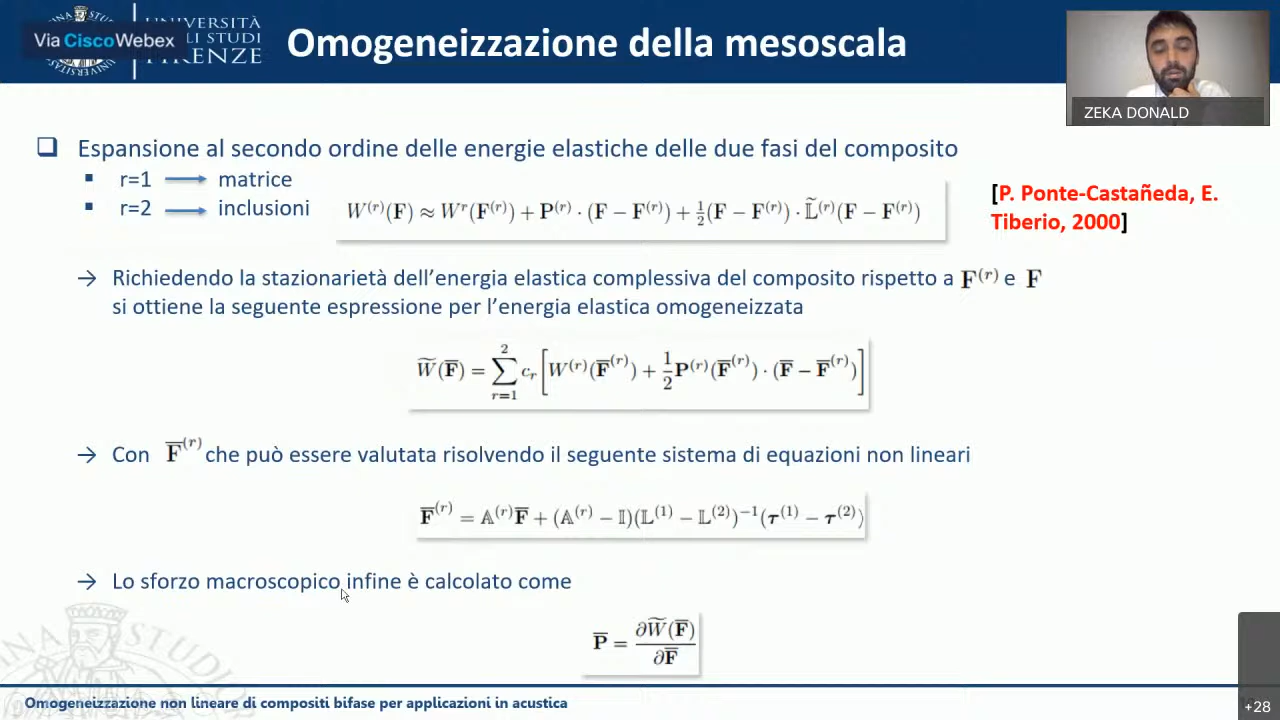 Via Cisco Webex
UNIVERSITÀ
DEGLI STUDI
FIRENZE
Omogeneizzazione della mesoscala
ZEKA DONALD
Espansione al secondo ordine delle energie elastiche delle due fasi del composito
r=1 → matrice
r=2 → inclusioni
W^{(r)}(F) ≈ W^{r}(F^{(r)}) + P^{(r)} · (F − F^{(r)}) + ½(F − F^{(r)}) · 𝕃̃^{(r)}(F − F^{(r)})
[P. Ponte-Castañeda, E.
Tiberio, 2000]
→ Richiedendo la stazionarietà dell'energia elastica complessiva del composito rispetto a F^{(r)} e F
si ottiene la seguente espressione per l'energia elastica omogeneizzata
W̃(F̅) = ∑_{r=1}^{2} c_r [W^{(r)}(F̅^{(r)}) + 1/2 P^{(r)}(F̅^{(r)}) · (F̅ − F̅^{(r)})]
→ Con F̅^{(r)} che può essere valutata risolvendo il seguente sistema di equazioni non lineari
F̅^{(r)} = 𝔸^{(r)}F̅ + (𝔸^{(r)} − 𝕀)(𝕃^{(1)} − 𝕃^{(2)})^{−1}(τ^{(1)} − τ^{(2)})
→ Lo sforzo macroscopico infine è calcolato come
P̅ = ∂W̃(F̅) / ∂F̅
Omogeneizzazione non lineare di compositi bifase per applicazioni in acustica
+28